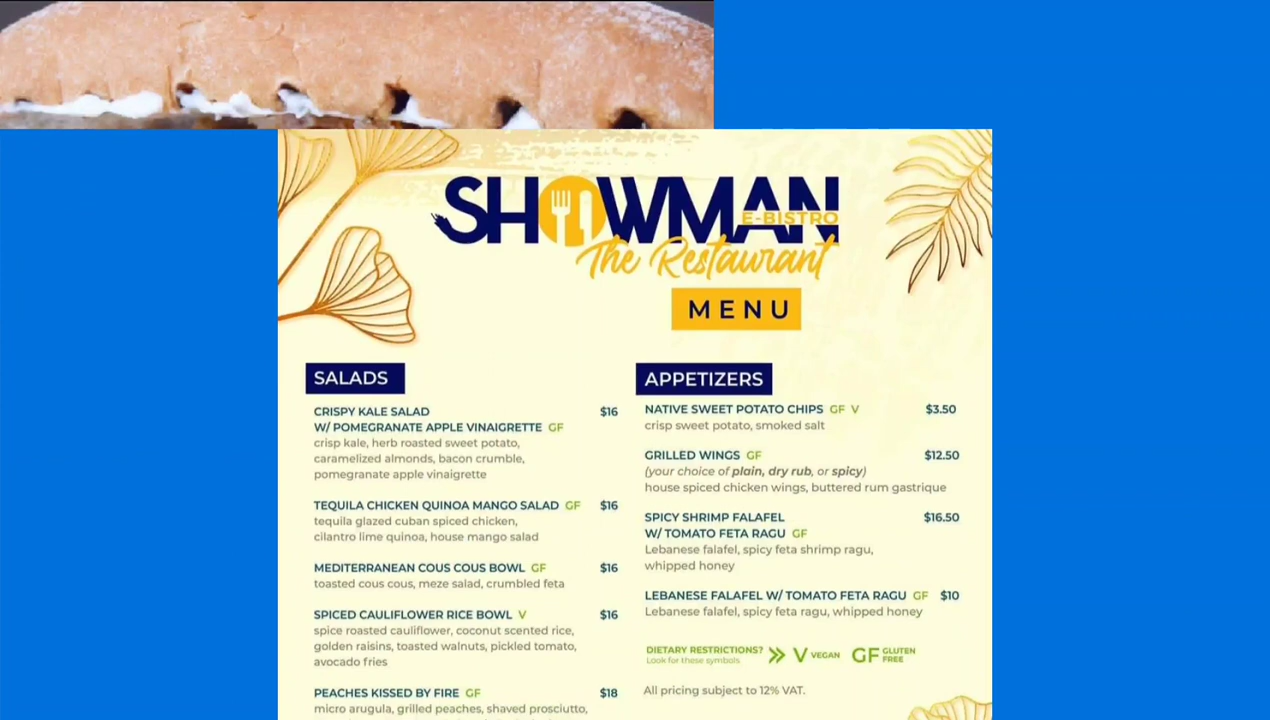 SHOWMAN
E-BISTRO
The Restaurant
MENU
SALADS
CRISPY KALE SALAD $16
W/ POMEGRANATE APPLE VINAIGRETTE GF
crisp kale, herb roasted sweet potato,
caramelized almonds, bacon crumble,
pomegranate apple vinaigrette
TEQUILA CHICKEN QUINOA MANGO SALAD GF $16
tequila glazed cuban spiced chicken,
cilantro lime quinoa, house mango salad
MEDITERRANEAN COUS COUS BOWL GF $16
toasted cous cous, meze salad, crumbled feta
SPICED CAULIFLOWER RICE BOWL V $16
spice roasted cauliflower, coconut scented rice,
golden raisins, toasted walnuts, pickled tomato,
avocado fries
PEACHES KISSED BY FIRE GF $18
micro arugula, grilled peaches, shaved prosciutto,
APPETIZERS
NATIVE SWEET POTATO CHIPS GF V $3.50
crisp sweet potato, smoked salt
GRILLED WINGS GF $12.50
(your choice of plain, dry rub, or spicy)
house spiced chicken wings, buttered rum gastrique
SPICY SHRIMP FALAFEL $16.50
W/ TOMATO FETA RAGU GF
Lebanese falafel, spicy feta shrimp ragu,
whipped honey
LEBANESE FALAFEL W/ TOMATO FETA RAGU GF $10
Lebanese falafel, spicy feta ragu, whipped honey
DIETARY RESTRICTIONS?
Look for these symbols
V VEGAN
GF GLUTEN
FREE
All pricing subject to 12% VAT.